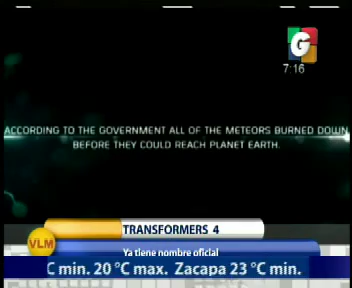 G
7:16
ACCORDING TO THE GOVERNMENT ALL OF THE METEORS BURNED DOWN
BEFORE THEY COULD REACH PLANET EARTH.
TRANSFORMERS 4
VLM
Ya tiene nombre oficial
C min. 20 °C max. Zacapa 23 °C min.